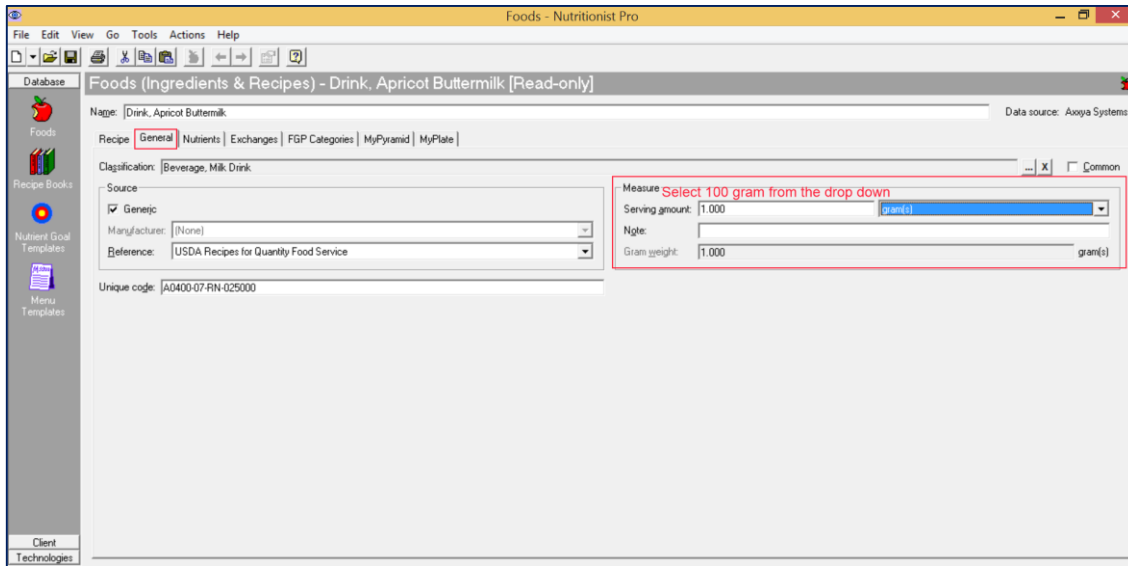 Foods - Nutritionist Pro
File Edit View Go Tools Actions Help
Database
Foods (Ingredients & Recipes) - Drink, Apricot Buttermilk [Read-only]
Foods
Recipe Books
Nutrient Goal
Templates
Menu
Templates
Client
Technologies
Name: Drink, Apricot Buttermilk
Data source: Axxya Systems
Recipe General Nutrients Exchanges FGP Categories MyPyramid MyPlate
Classification: Beverage, Milk Drink
... X Common
Source
Generic
Manufacturer: (None)
Reference: USDA Recipes for Quantity Food Service
Measure Select 100 gram from the drop down
Serving amount: 1.000 gram(s)
Note:
Gram weight: 1.000 gram(s)
Unique code: A0400-07-RN-025000